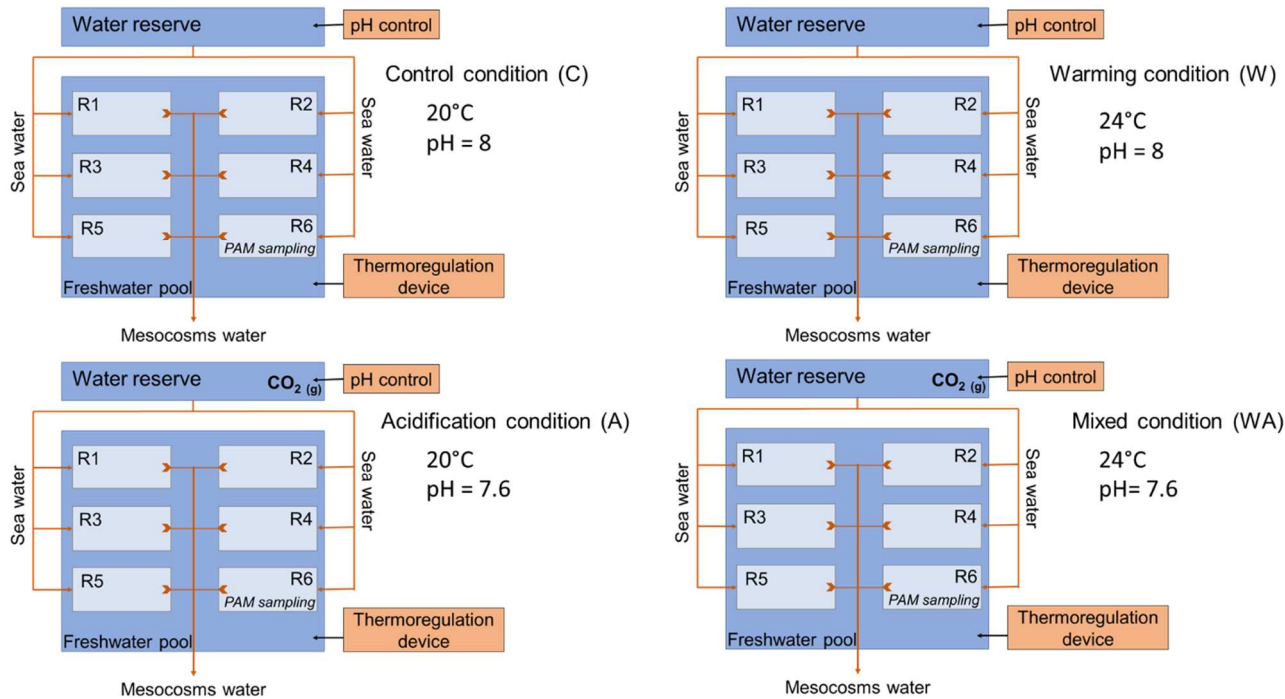 Water reserve
pH control
Control condition (C)
20°C
pH = 8
Sea water
Sea water
R1
R2
R3
R4
R5
R6
PAM sampling
Freshwater pool
Thermoregulation
device
Mesocosms water
Water reserve
pH control
Warming condition (W)
24°C
pH = 8
Sea water
Sea water
R1
R2
R3
R4
R5
R6
PAM sampling
Freshwater pool
Thermoregulation
device
Mesocosms water
Water reserve
CO2 (g)
pH control
Acidification condition (A)
20°C
pH = 7.6
Sea water
Sea water
R1
R2
R3
R4
R5
R6
PAM sampling
Freshwater pool
Thermoregulation
device
Mesocosms water
Water reserve
CO2 (g)
pH control
Mixed condition (WA)
24°C
pH= 7.6
Sea water
Sea water
R1
R2
R3
R4
R5
R6
PAM sampling
Freshwater pool
Thermoregulation
device
Mesocosms water